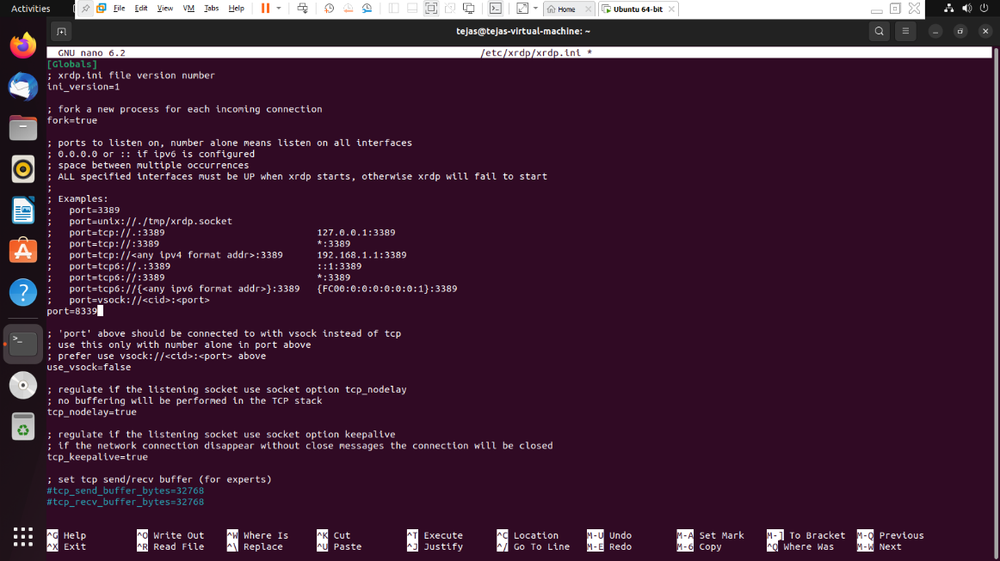 Activities
File Edit View VM Tabs Help
Home
Ubuntu 64-bit
tejas@tejas-virtual-machine: ~
GNU nano 6.2 /etc/xrdp/xrdp.ini *
[Globals]
; xrdp.ini file version number
ini_version=1
; fork a new process for each incoming connection
fork=true
; ports to listen on, number alone means listen on all interfaces
; 0.0.0.0 or :: if ipv6 is configured
; space between multiple occurrences
; ALL specified interfaces must be UP when xrdp starts, otherwise xrdp will fail to start
;
; Examples:
;   port=3389
;   port=unix://./tmp/xrdp.socket
;   port=tcp://.:3389                           127.0.0.1:3389
;   port=tcp://:3389                            *:3389
;   port=tcp://<any ipv4 format addr>:3389      192.168.1.1:3389
;   port=tcp6://.:3389                          ::1:3389
;   port=tcp6://:3389                           *:3389
;   port=tcp6://{<any ipv6 format addr>}:3389   {FC00:0:0:0:0:0:0:1}:3389
;   port=vsock://<cid>:<port>
port=8339
; 'port' above should be connected to with vsock instead of tcp
; use this only with number alone in port above
; prefer use vsock://<cid>:<port> above
use_vsock=false
; regulate if the listening socket use socket option tcp_nodelay
; no buffering will be performed in the TCP stack
tcp_nodelay=true
; regulate if the listening socket use socket option keepalive
; if the network connection disappear without close messages the connection will be closed
tcp_keepalive=true
; set tcp send/recv buffer (for experts)
#tcp_send_buffer_bytes=32768
#tcp_recv_buffer_bytes=32768
^G Help ^O Write Out ^W Where Is ^K Cut ^T Execute ^C Location M-U Undo M-A Set Mark M-] To Bracket M-Q Previous
^X Exit ^R Read File ^\ Replace ^U Paste ^J Justify ^/ Go To Line M-E Redo M-6 Copy ^Q Where Was M-W Next